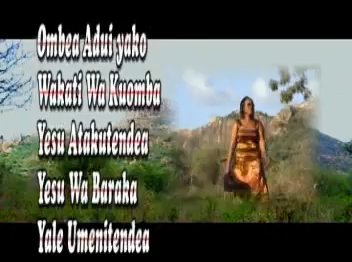 Ombea Adui yako
Wakati Wa Kuomba
Yesu Atakutendea
Yesu Wa Baraka
Yale Umenitendea